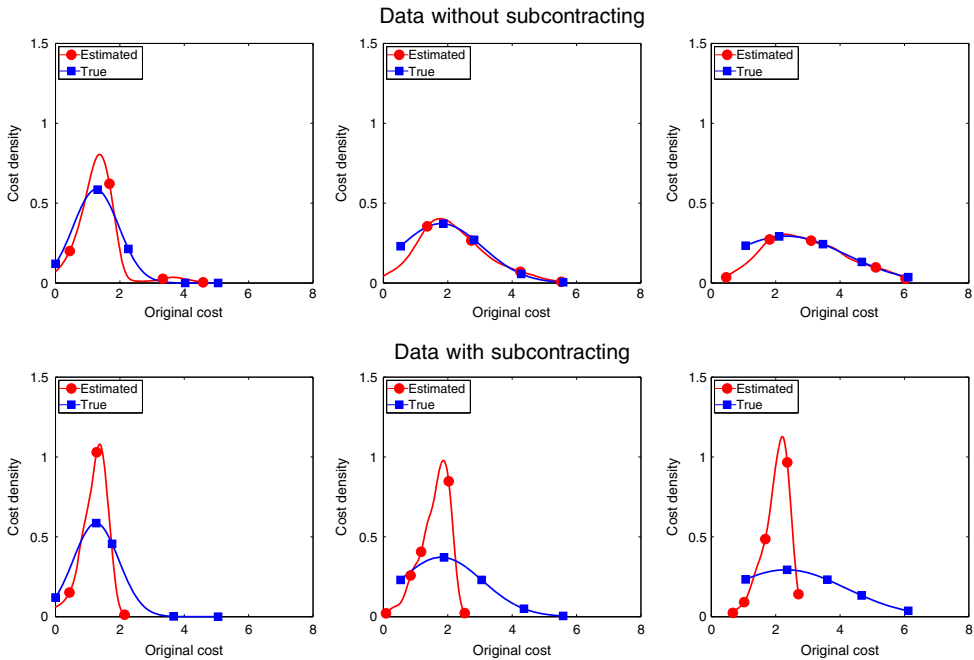 Data without subcontracting
1.5
1
0.5
0
Cost density
Estimated
True
0 2 4 6 8
Original cost
1.5
1
0.5
0
Cost density
Estimated
True
0 2 4 6 8
Original cost
1.5
1
0.5
0
Cost density
Estimated
True
0 2 4 6 8
Original cost
Data with subcontracting
1.5
1
0.5
0
Cost density
Estimated
True
0 2 4 6 8
Original cost
1.5
1
0.5
0
Cost density
Estimated
True
0 2 4 6 8
Original cost
1.5
1
0.5
0
Cost density
Estimated
True
0 2 4 6 8
Original cost